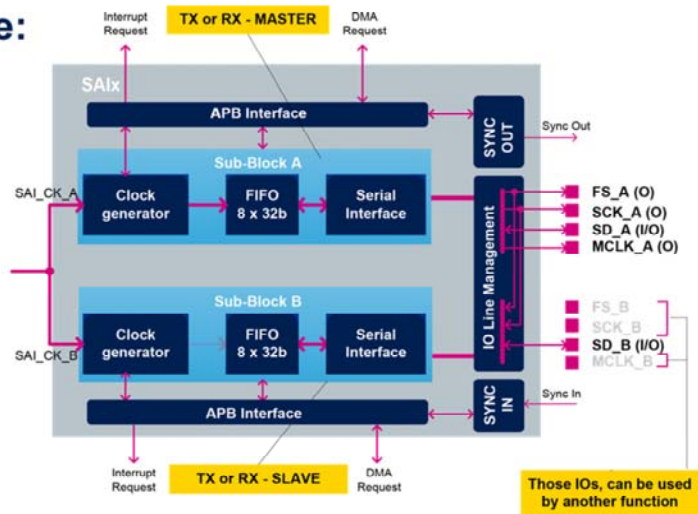 e:
Interrupt
Request
TX or RX - MASTER
DMA
Request
SAIx
APB Interface
SYNC
OUT
Sync Out
Sub-Block A
SAI_CK_A
Clock
generator
FIFO
8 x 32b
Serial
Interface
IO Line Management
FS_A (O)
SCK_A (O)
SD_A (I/O)
MCLK_A (O)
Sub-Block B
SAI_CK_B
Clock
generator
FIFO
8 x 32b
Serial
Interface
FS_B
SCK_B
SD_B (I/O)
MCLK_B
APB Interface
SYNC
IN
Sync In
Interrupt
Request
TX or RX - SLAVE
DMA
Request
Those IOs, can be used
by another function